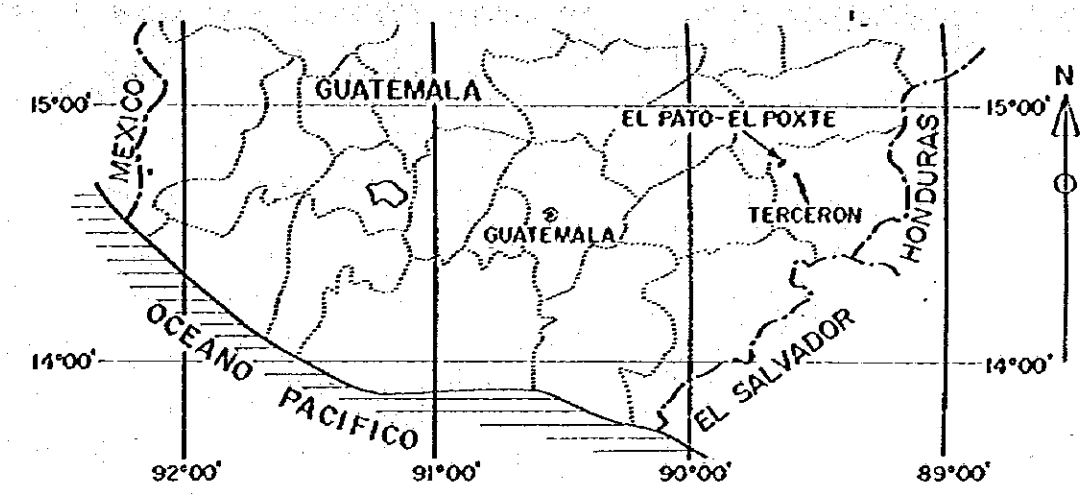 N
GUATEMALA
15°00'
15°00'
MEXICO
EL PATO-EL POXTE
HONDURAS
TERCERON
GUATEMALA
OCEANO PACIFICO
14°00'
14°00'
EL SALVADOR
92°00'
91°00'
90°00'
89°00'